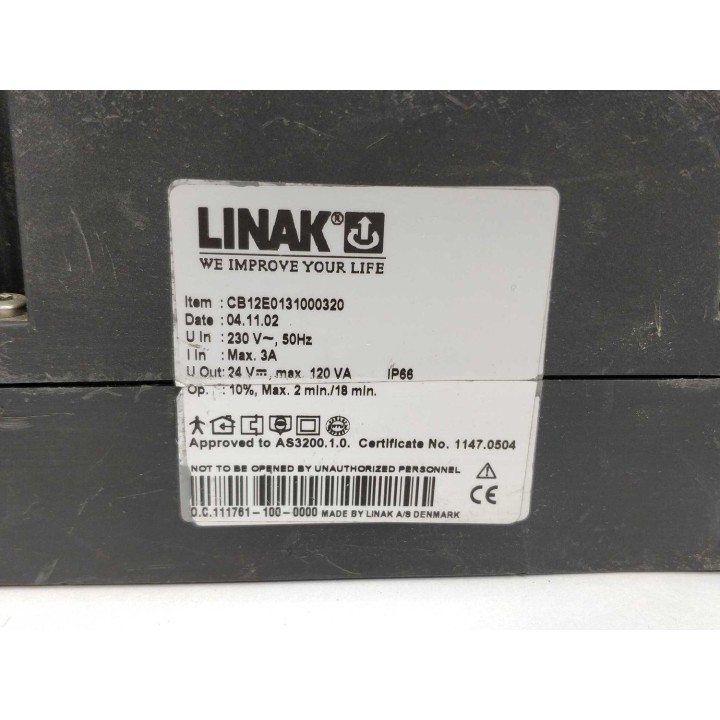 LINAK®
WE IMPROVE YOUR LIFE
Item : CB12E0131000320
Date : 04.11.02
U In : 230 V~, 50Hz
I In : Max. 3A
U Out: 24 V⎓, max. 120 VA IP66
Op. : 10%, Max. 2 min./18 min.
Approved to AS3200.1.0. Certificate No. 1147.0504
NOT TO BE OPENED BY UNAUTHORIZED PERSONNEL
CE
O.C.111761-100-0000 MADE BY LINAK A/S DENMARK